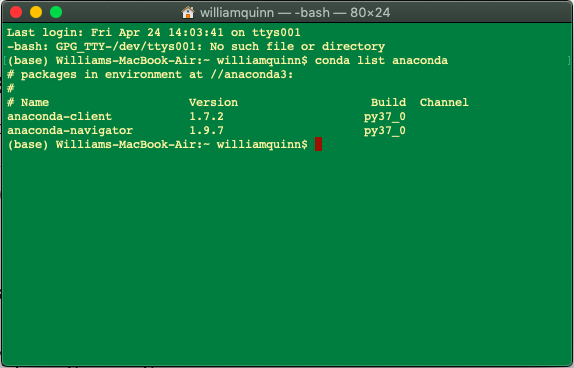 williamquinn — -bash — 80×24
Last login: Fri Apr 24 14:03:41 on ttys001
-bash: GPG_TTY-/dev/ttys001: No such file or directory
[(base) Williams-MacBook-Air:~ williamquinn$ conda list anaconda ]
# packages in environment at //anaconda3:
#
# Name Version Build Channel
anaconda-client 1.7.2 py37_0
anaconda-navigator 1.9.7 py37_0
(base) Williams-MacBook-Air:~ williamquinn$